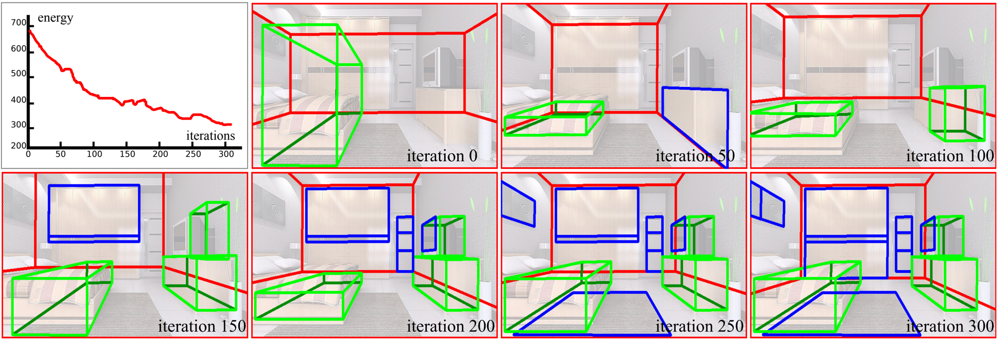 energy
700
600
500
400
300
200
0 50 100 150 200 250 300
iterations
iteration 0
iteration 50
iteration 100
iteration 150
iteration 200
iteration 250
iteration 300